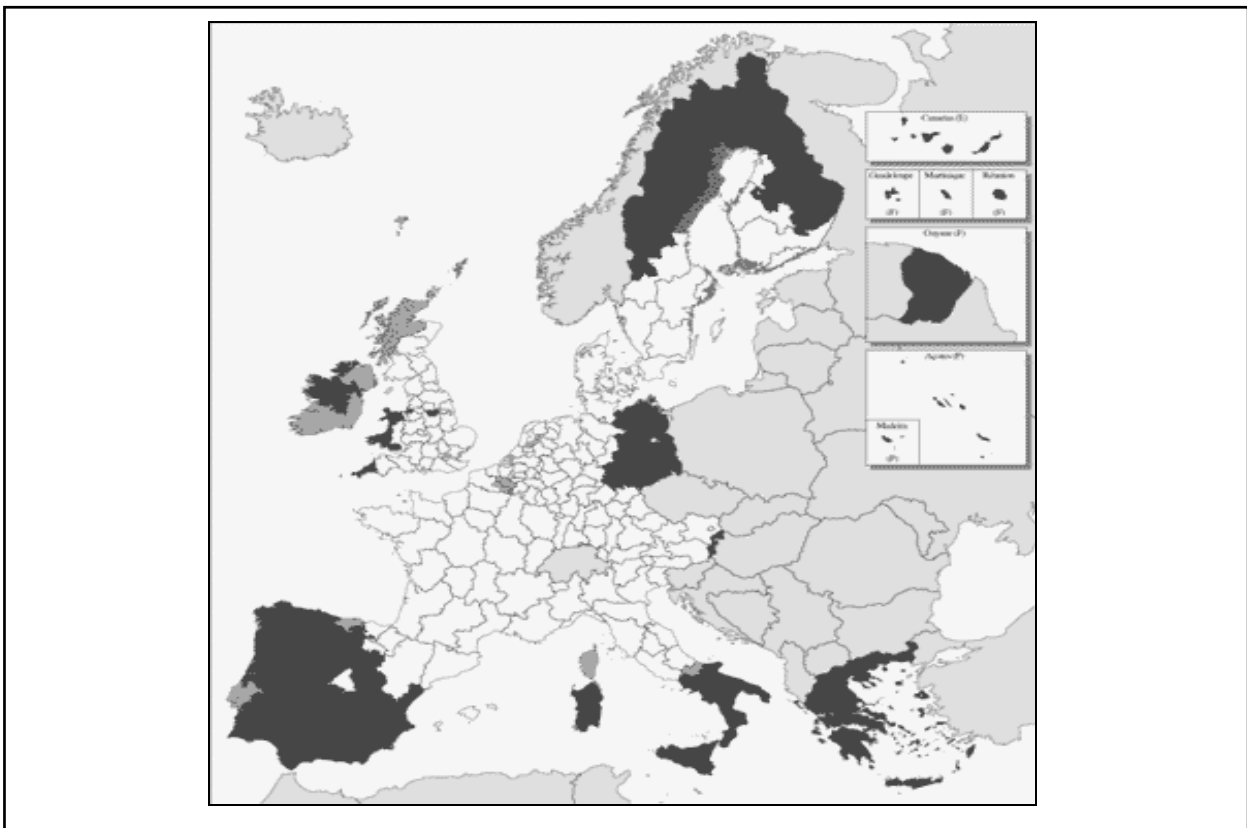 Canarias (E)
Guadeloupe
Martinique
Réunion
(F)
(F)
(F)
Guyane (F)
Açores (P)
Madeira
(P)